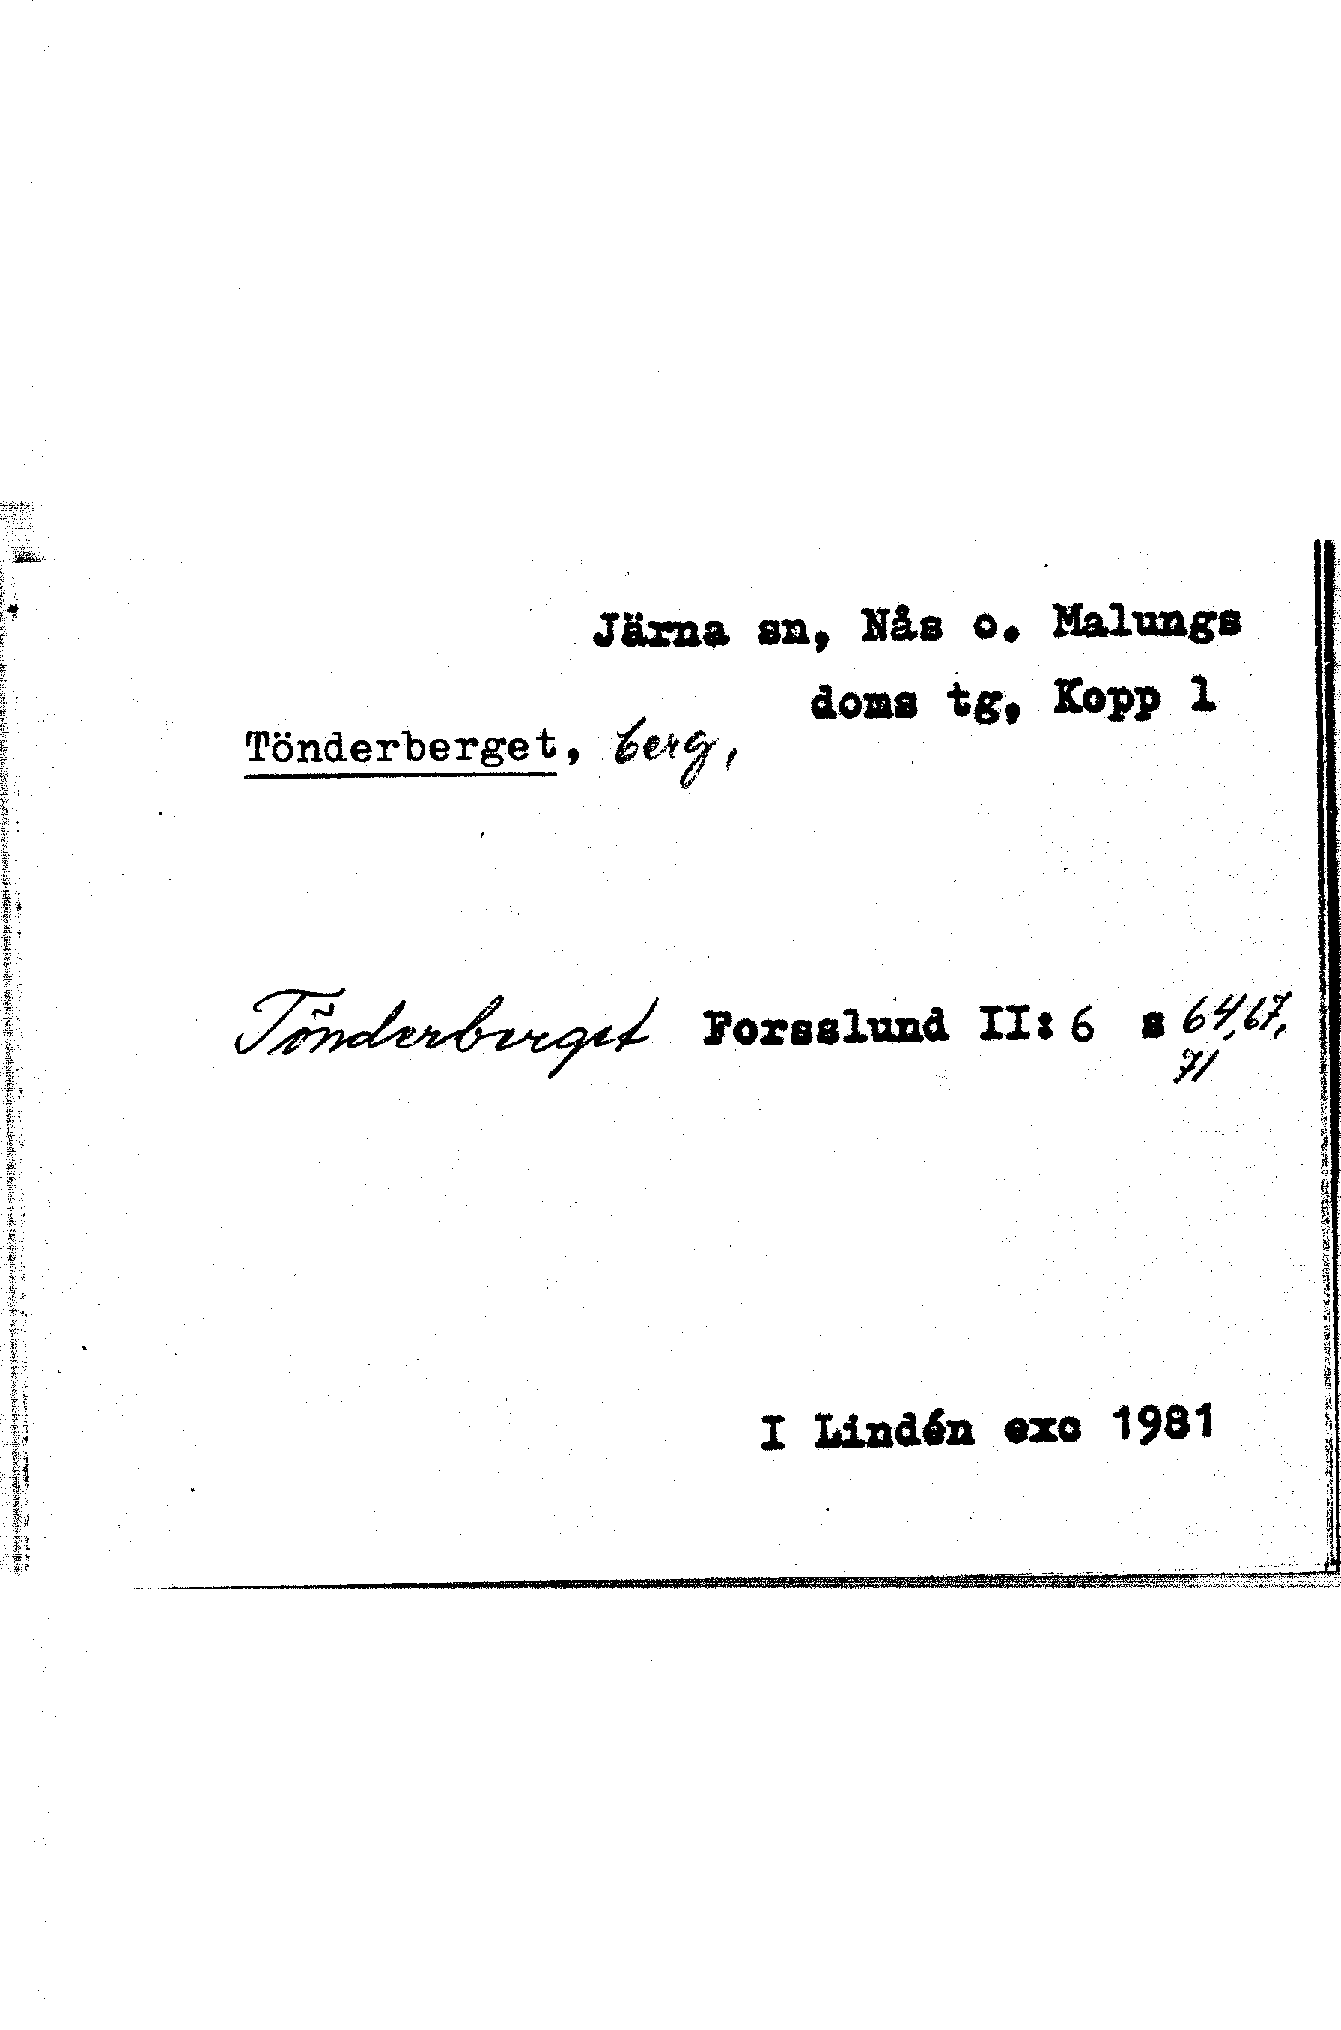 Järna sn, Nås o. Malungs
doms tg, Kopp l
Tönderberget, berg,
Tönderberget Forsslund II: 6 s 64, 67,
71
I Lindén exc 1981